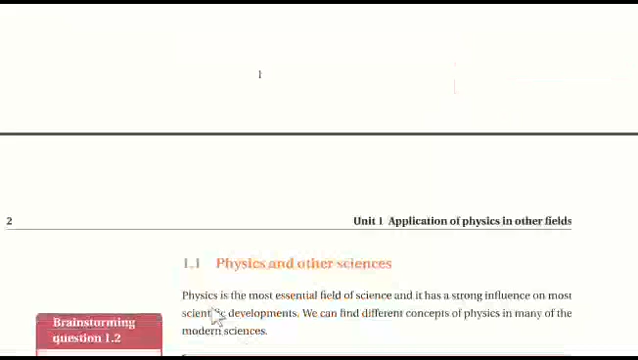 1
2
Unit 1 Application of physics in other fields
1.1 Physics and other sciences
Physics is the most essential field of science and it has a strong influence on most
scientific developments. We can find different concepts of physics in many of the
modern sciences.
Brainstorming
question 1.2